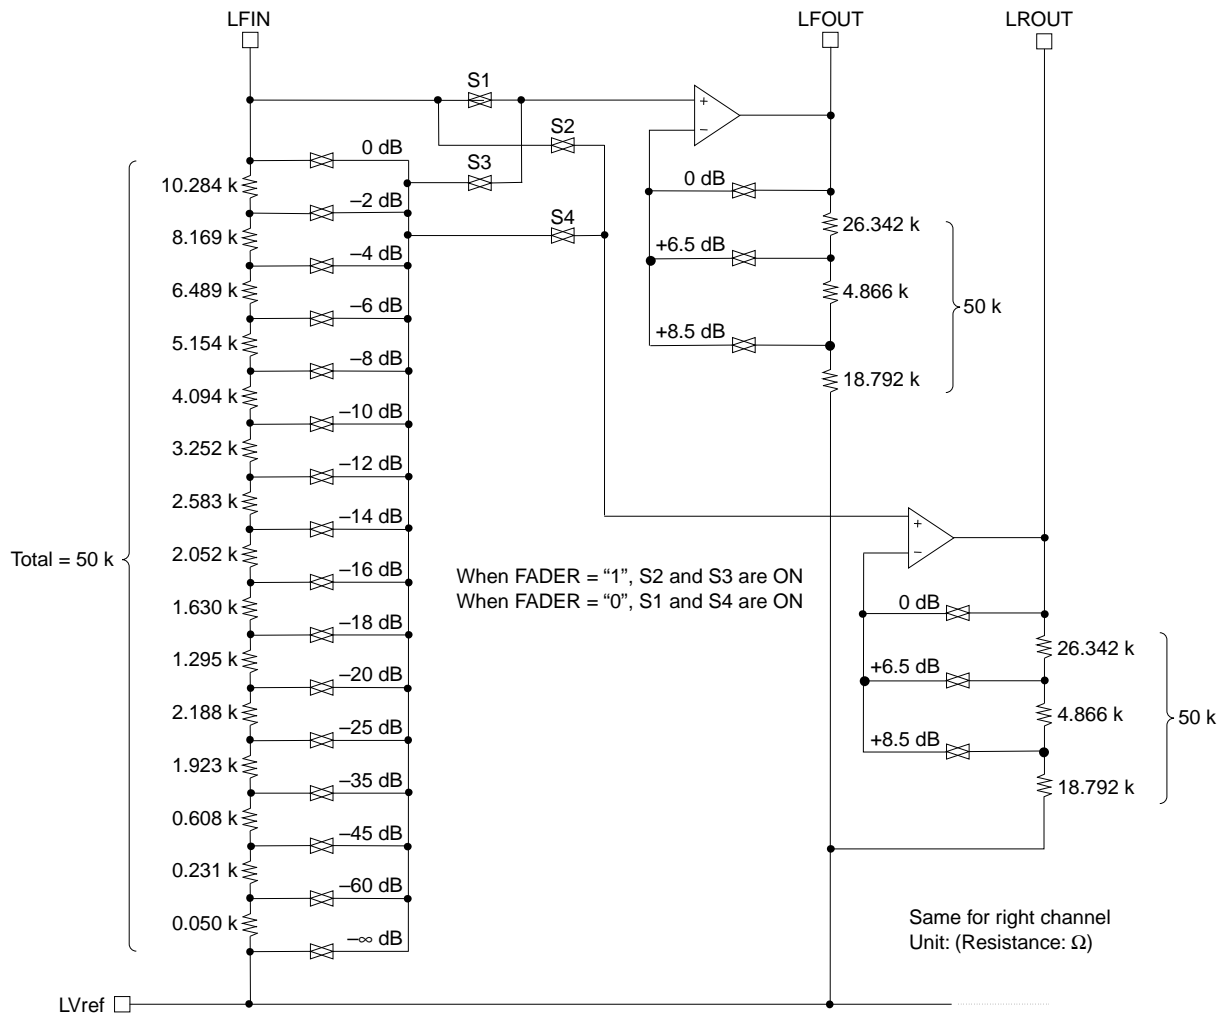 LFIN
LFOUT
LROUT
S1
S2
S3
S4
0 dB
10.284 k
–2 dB
8.169 k
–4 dB
6.489 k
–6 dB
5.154 k
–8 dB
4.094 k
–10 dB
3.252 k
–12 dB
2.583 k
–14 dB
2.052 k
–16 dB
1.630 k
–18 dB
1.295 k
–20 dB
2.188 k
–25 dB
1.923 k
–35 dB
0.608 k
–45 dB
0.231 k
–60 dB
0.050 k
–∞ dB
Total = 50 k
LVref
+
–
0 dB
26.342 k
+6.5 dB
4.866 k
+8.5 dB
18.792 k
50 k
When FADER = “1”, S2 and S3 are ON
When FADER = “0”, S1 and S4 are ON
+
–
0 dB
26.342 k
+6.5 dB
4.866 k
+8.5 dB
18.792 k
50 k
Same for right channel
Unit: (Resistance: Ω)